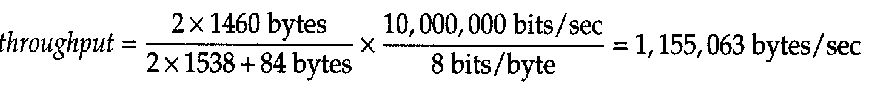 throughput = 2 × 1460 bytes / 2 × 1538 + 84 bytes × 10,000,000 bits/sec / 8 bits/byte = 1,155,063 bytes/sec